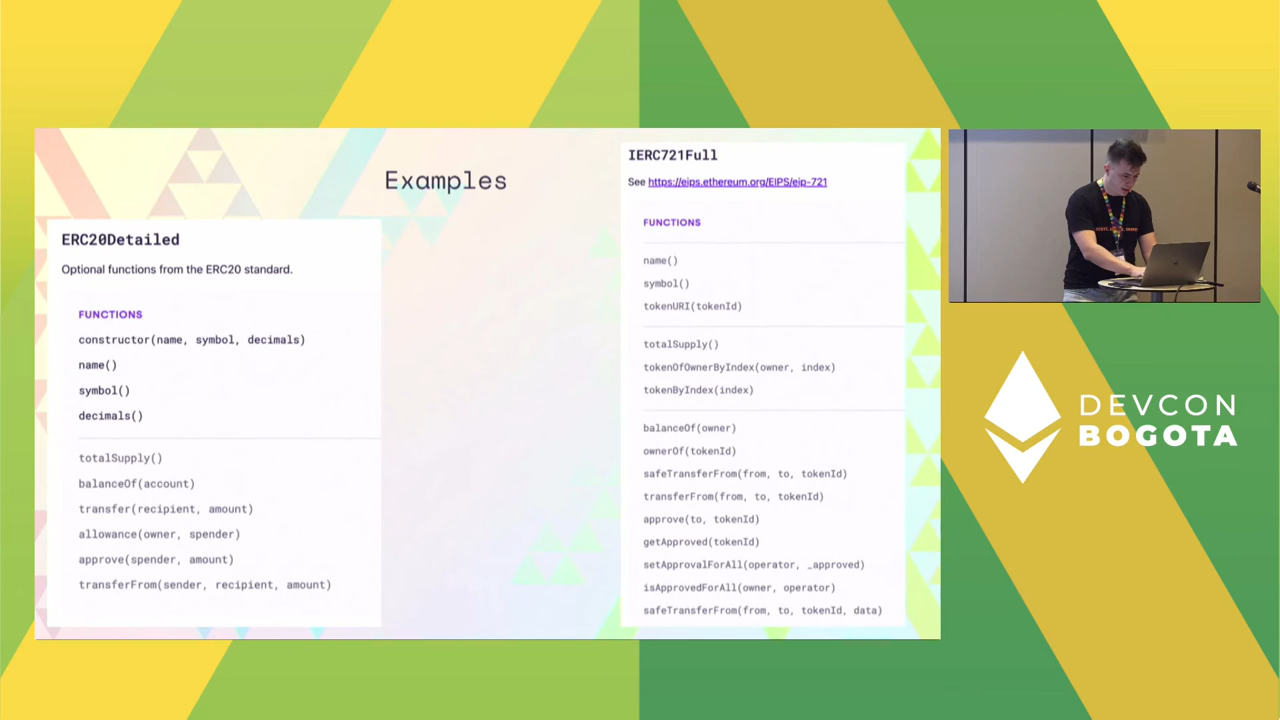 Examples
ERC20Detailed
Optional functions from the ERC20 standard.
FUNCTIONS
constructor(name, symbol, decimals)
name()
symbol()
decimals()
totalSupply()
balanceOf(account)
transfer(recipient, amount)
allowance(owner, spender)
approve(spender, amount)
transferFrom(sender, recipient, amount)
IERC721Full
See https://eips.ethereum.org/EIPS/eip-721
FUNCTIONS
name()
symbol()
tokenURI(tokenId)
totalSupply()
tokenOfOwnerByIndex(owner, index)
tokenByIndex(index)
balanceOf(owner)
ownerOf(tokenId)
safeTransferFrom(from, to, tokenId)
transferFrom(from, to, tokenId)
approve(to, tokenId)
getApproved(tokenId)
setApprovalForAll(operator, _approved)
isApprovedForAll(owner, operator)
safeTransferFrom(from, to, tokenId, data)
DEVCON
BOGOTA